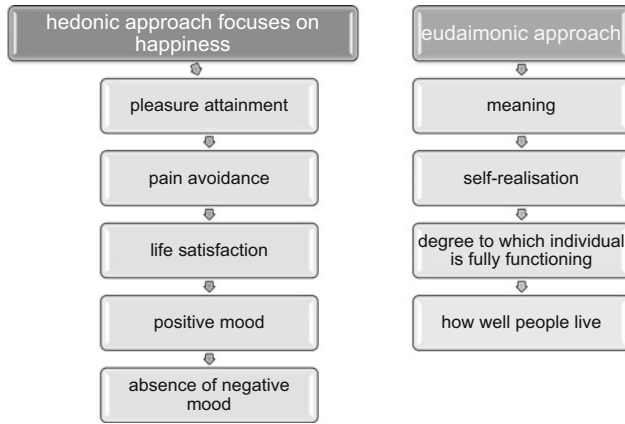 hedonic approach focuses on
happiness
pleasure attainment
pain avoidance
life satisfaction
positive mood
absence of negative
mood
eudaimonic approach
meaning
self-realisation
degree to which individual
is fully functioning
how well people live